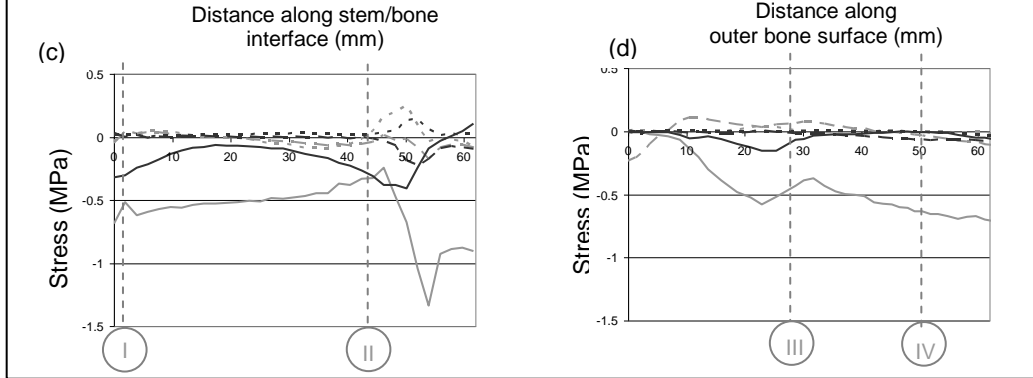 Distance along stem/bone
interface (mm)
(c)
0.5
0
-0.5
-1
-1.5
0
10
20
30
40
50
60
Stress (MPa)
I
II
Distance along
outer bone surface (mm)
(d)
0.5
0
-0.5
-1
-1.5
0
10
20
30
40
50
60
Stress (MPa)
III
IV